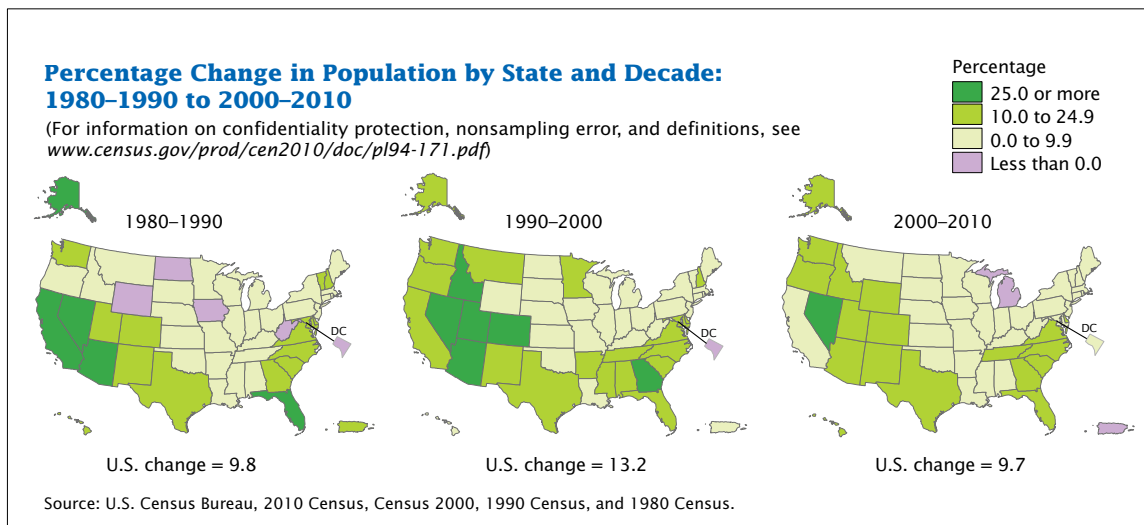 Percentage Change in Population by State and Decade:
1980–1990 to 2000–2010
(For information on confidentiality protection, nonsampling error, and definitions, see
www.census.gov/prod/cen2010/doc/pl94-171.pdf)
Percentage
25.0 or more
10.0 to 24.9
0.0 to 9.9
Less than 0.0
1980–1990
DC
U.S. change = 9.8
1990–2000
DC
U.S. change = 13.2
2000–2010
DC
U.S. change = 9.7
Source: U.S. Census Bureau, 2010 Census, Census 2000, 1990 Census, and 1980 Census.